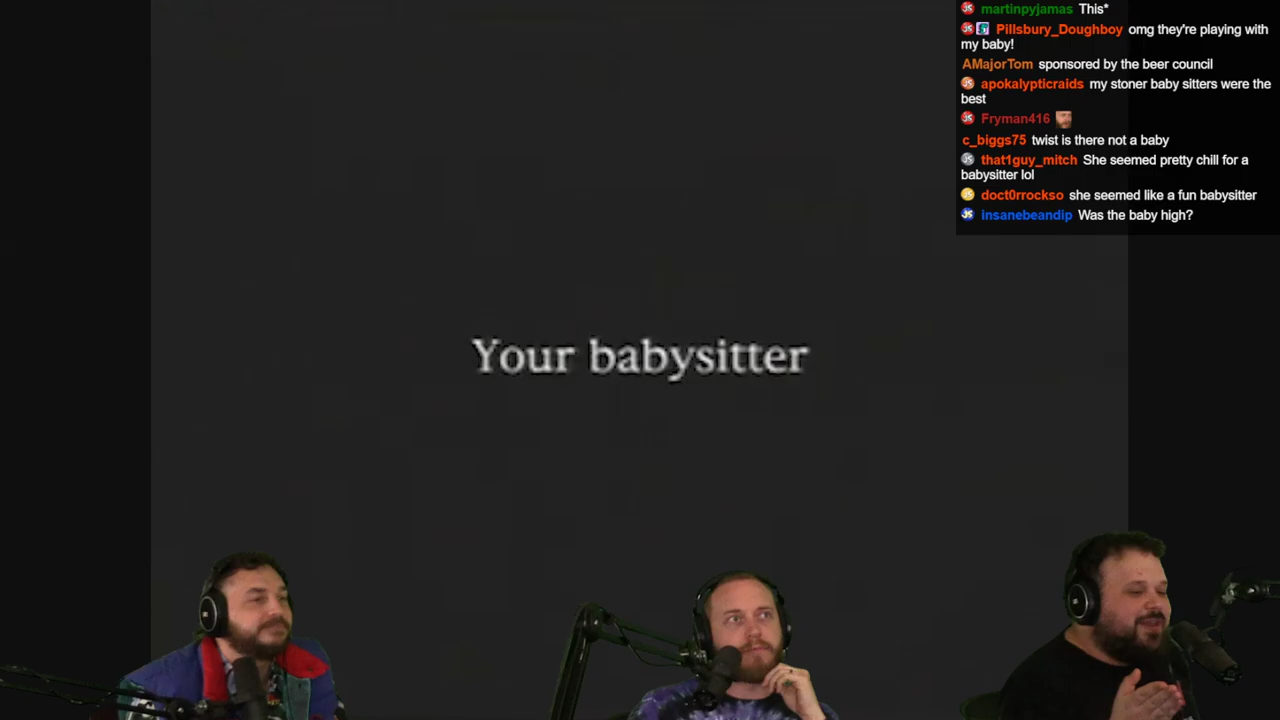 martinpyjamas This*
Pillsbury_Doughboy omg they're playing with
my baby!
AMajorTom sponsored by the beer council
apokalypticraids my stoner baby sitters were the
best
Fryman416
c_biggs75 twist is there not a baby
that1guy_mitch She seemed pretty chill for a
babysitter lol
doct0rrockso she seemed like a fun babysitter
insanebeandip Was the baby high?
Your babysitter